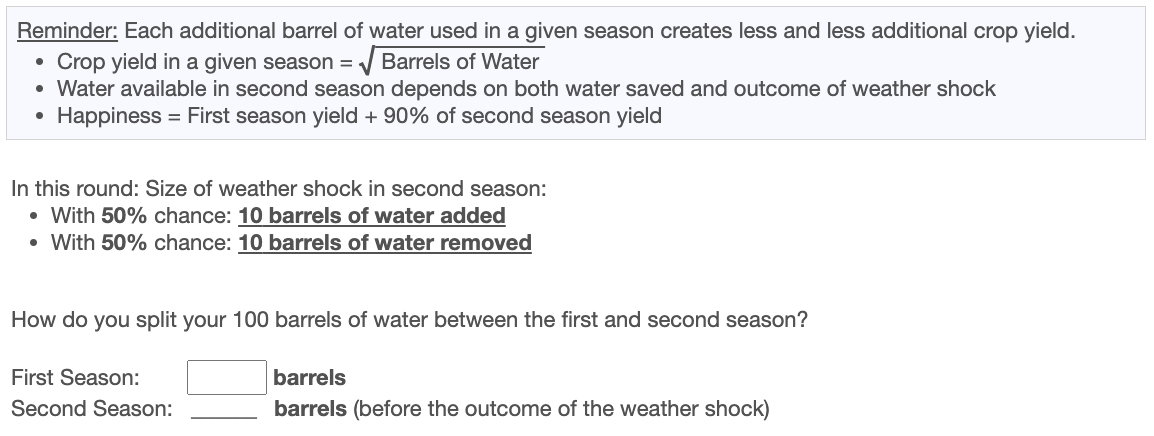 Reminder: Each additional barrel of water used in a given season creates less and less additional crop yield.
• Crop yield in a given season = √Barrels of Water
• Water available in second season depends on both water saved and outcome of weather shock
• Happiness = First season yield + 90% of second season yield
In this round: Size of weather shock in second season:
• With 50% chance: 10 barrels of water added
• With 50% chance: 10 barrels of water removed
How do you split your 100 barrels of water between the first and second season?
First Season: barrels
Second Season: ______ barrels (before the outcome of the weather shock)